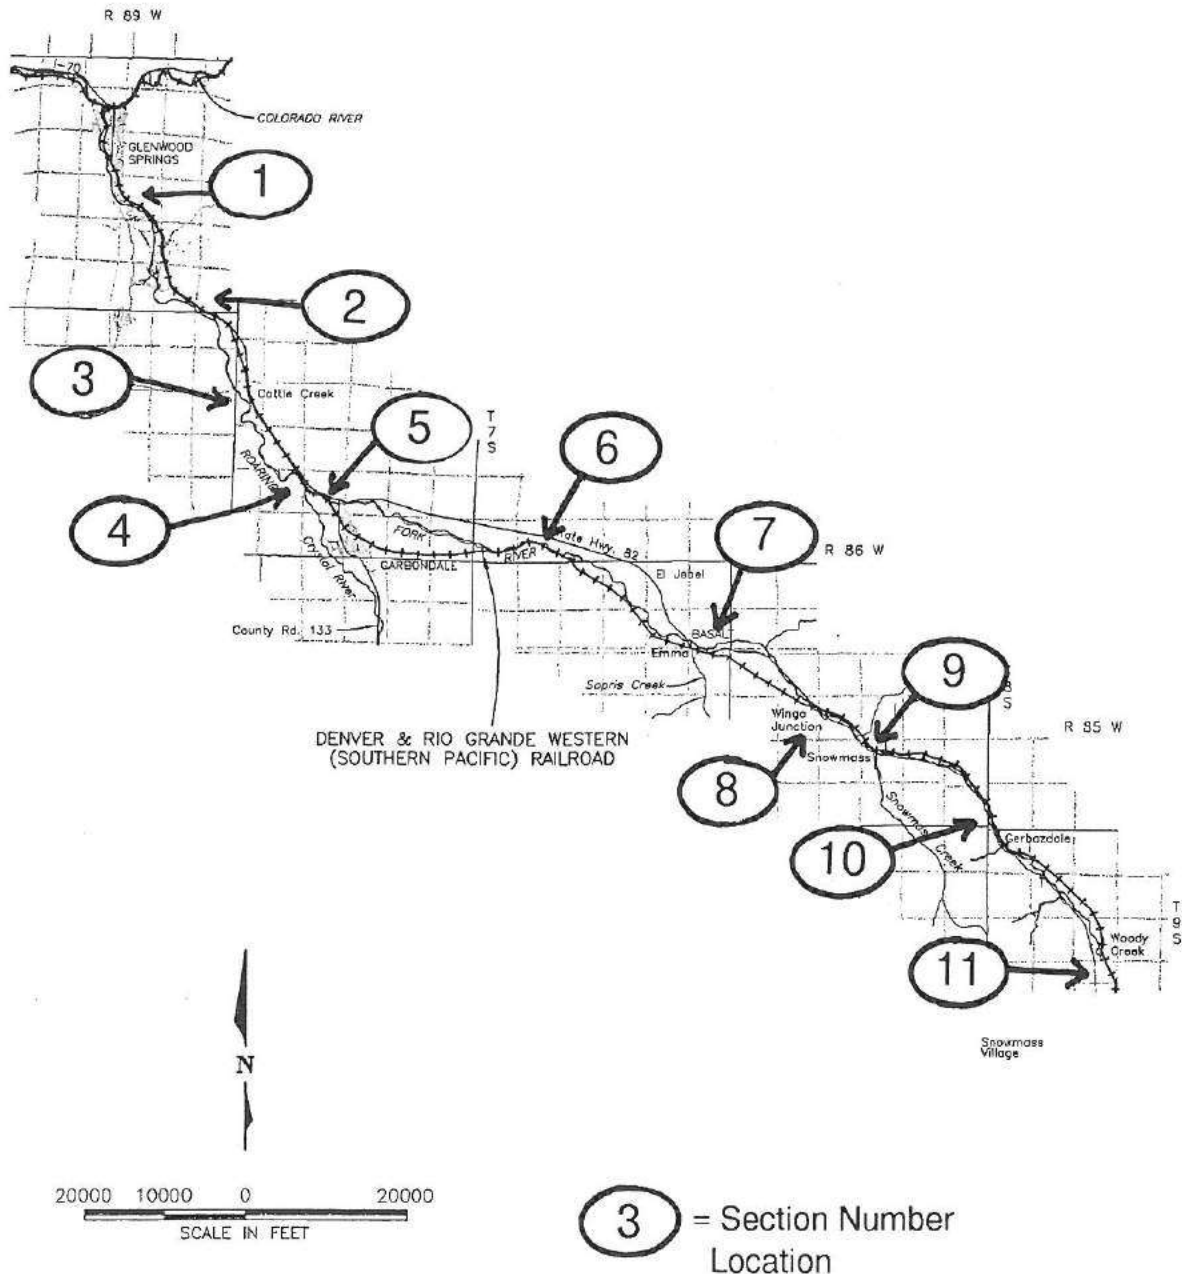 R 89 W
-70
COLORADO RIVER
GLENWOOD
SPRINGS
1
2
3
Cattle Creek
T
7
S
5
6
ROARING
4
FORK
State Hwy. 82
7
R 86 W
RIVER
CARBONDALE
El Jebel
Crystal River
County Rd. 133
BASAL
Emma
9
8
S
Sopris Creek
Wingo
Junction
R 85 W
DENVER & RIO GRANDE WESTERN
(SOUTHERN PACIFIC) RAILROAD
Snowmass
8
Snowmass Creek
10
Gerbazdale
T
9
S
Woody
Creek
11
Snowmass
Village
N
20000 10000 0 20000
SCALE IN FEET
3 = Section Number
Location